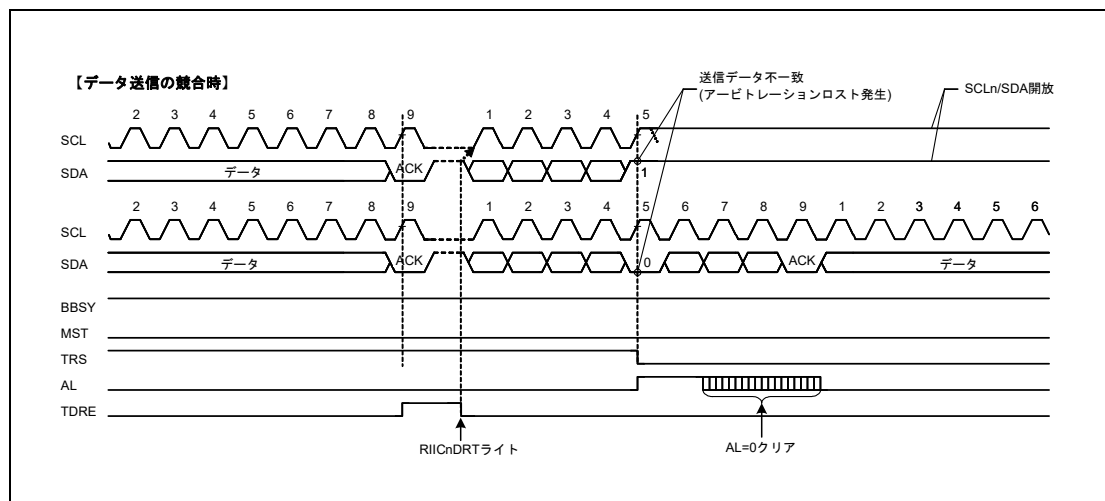 【データ送信の競合時】
送信データ不一致
(アービトレーションロスト発生)
SCLn/SDA開放
2 3 4 5 6 7 8 9 1 2 3 4 5
SCL
SDA データ ACK 1
2 3 4 5 6 7 8 9 1 2 3 4 5 6 7 8 9 1 2 3 4 5 6
SCL
SDA データ ACK 0 ACK データ
BBSY
MST
TRS
AL
TDRE
RIICnDRTライト AL=0クリア